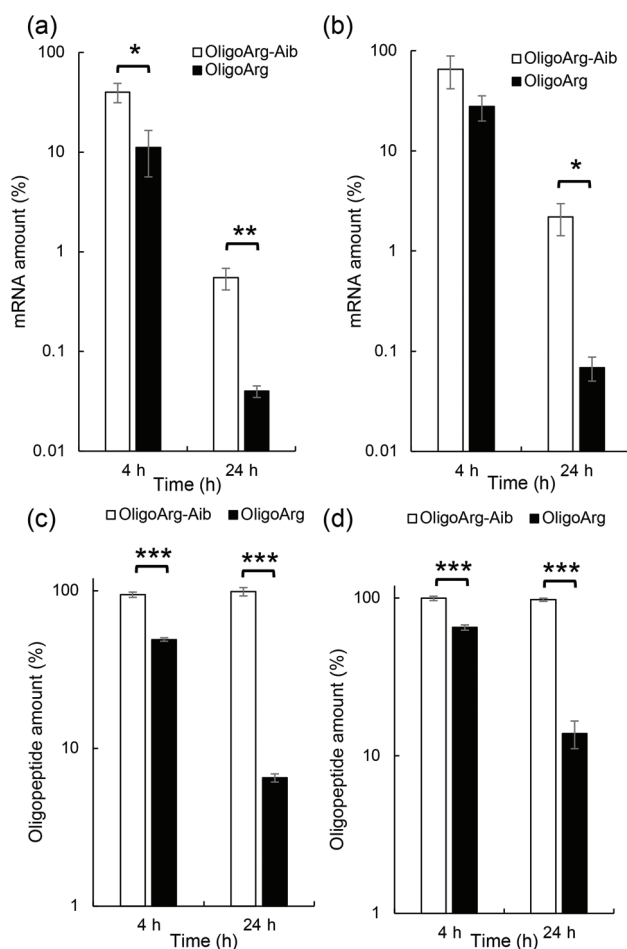 (a)
OligoArg-Aib
OligoArg
*
**
100
10
1
0.1
0.01
mRNA amount (%)
4 h
24 h
Time (h)
(b)
OligoArg-Aib
OligoArg
*
100
10
1
0.1
0.01
mRNA amount (%)
4 h
24 h
Time (h)
(c)
OligoArg-Aib
OligoArg
***
***
100
10
1
Oligopeptide amount (%)
4 h
24 h
Time (h)
(d)
OligoArg-Aib
OligoArg
***
***
100
10
1
Oligopeptide amount (%)
4 h
24 h
Time (h)